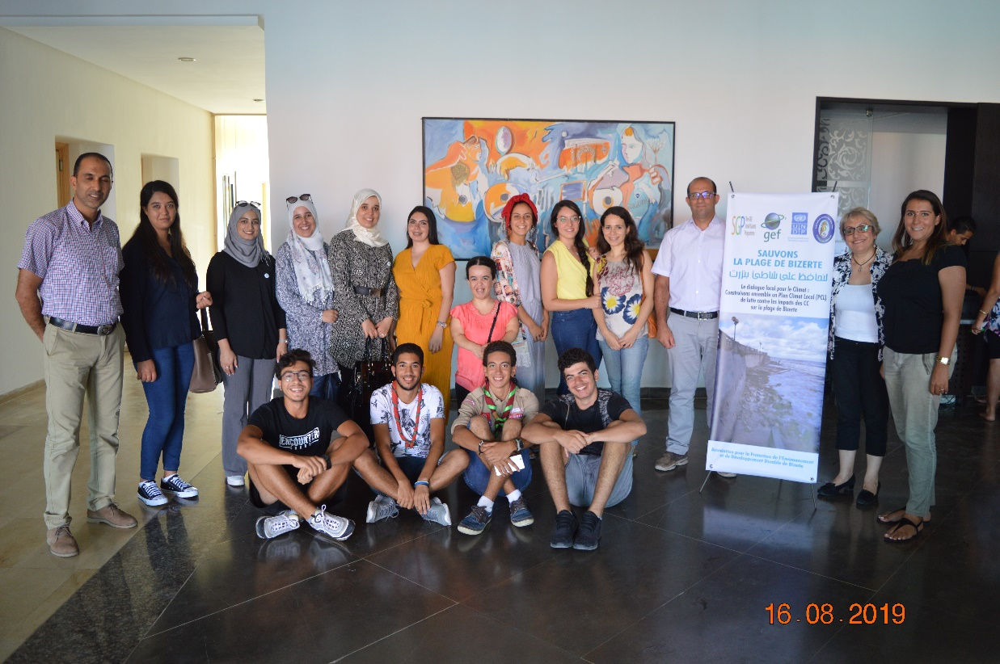 SGP
gef
SAUVONS
LA PLAGE DE BIZERTE
لنحافظ على شاطئ بنزرت
Le dialogue local pour le Climat :
Construisons ensemble un Plan Climat Local (PCL)
de lutte contre les impacts des CC
sur la plage de Bizerte
Association pour la Protection de l'Environnement
et du Développement Durable de Bizerte
ENCOUNTER
16.08.2019